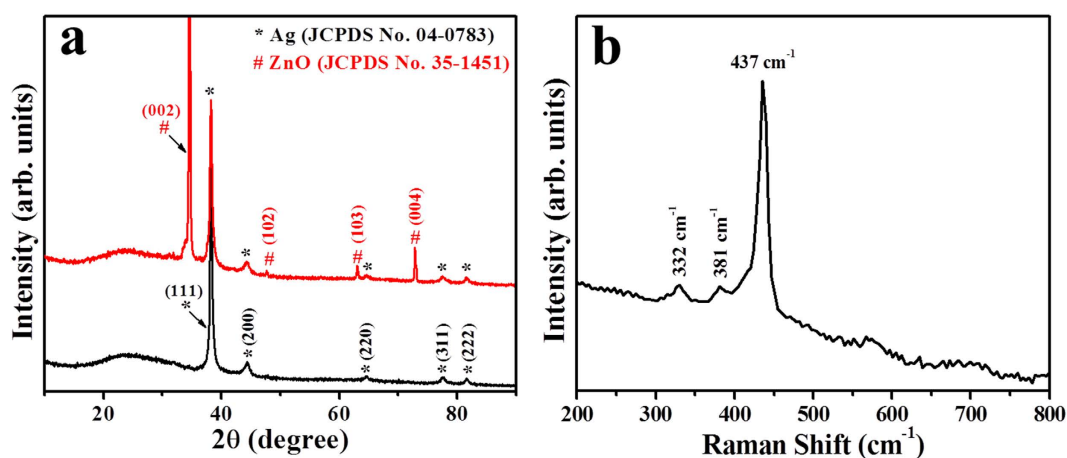 a
* Ag (JCPDS No. 04-0783)
# ZnO (JCPDS No. 35-1451)
(002)
#
*
*
# (102)
# (103)
*
# (004)
*
*
(111)
*
* (200)
* (220)
* (311)
* (222)
Intensity (arb. units)
20
40
60
80
2θ (degree)
b
437 cm⁻¹
332 cm⁻¹
381 cm⁻¹
Intensity (arb. units)
200
300
400
500
600
700
800
Raman Shift (cm⁻¹)